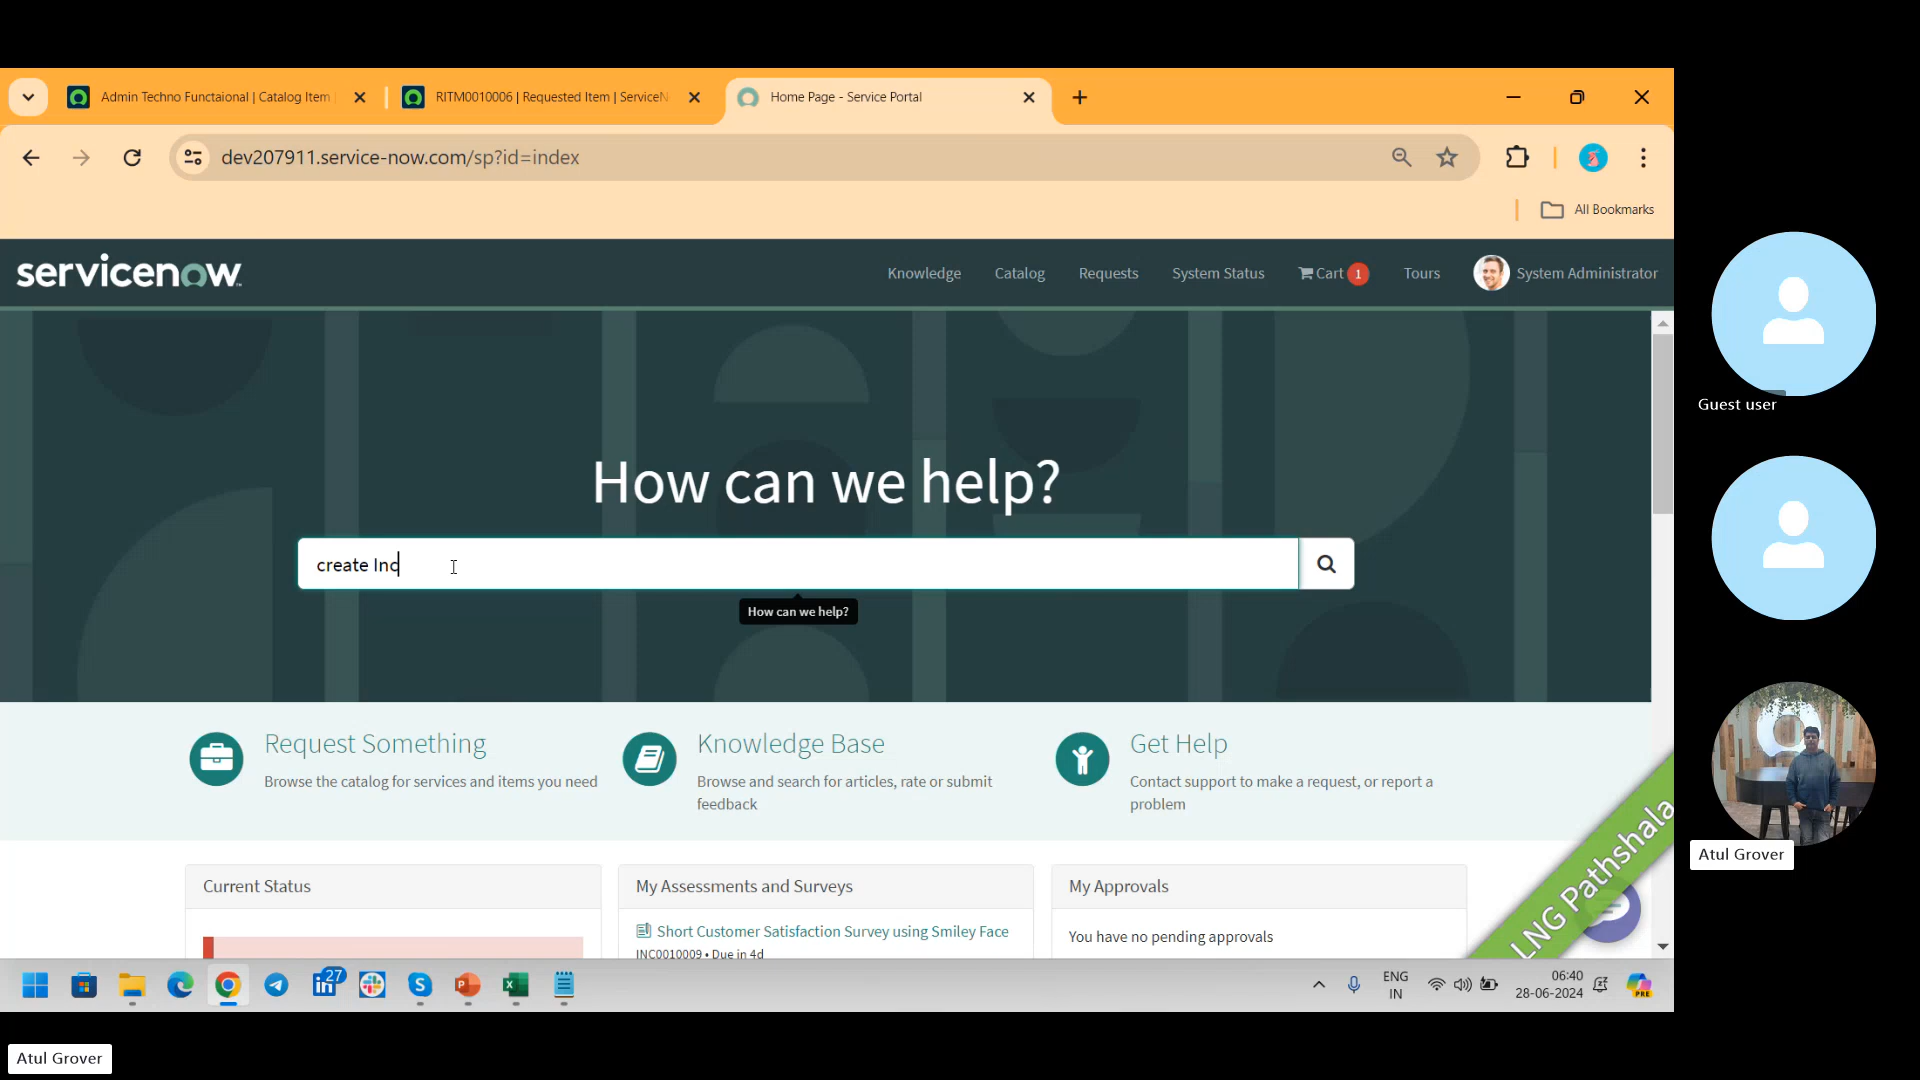 Admin Techno Functaional | Catalog Item
RITM0010006 | Requested Item | ServiceN
Home Page - Service Portal
dev207911.service-now.com/sp?id=index
All Bookmarks
servicenow
Knowledge
Catalog
Requests
System Status
Cart 1
Tours
System Administrator
How can we help?
create Inc
How can we help?
Request Something
Browse the catalog for services and items you need
Knowledge Base
Browse and search for articles, rate or submit
feedback
Get Help
Contact support to make a request, or report a
problem
Current Status
My Assessments and Surveys
Short Customer Satisfaction Survey using Smiley Face
INC0010009 • Due in 4d
My Approvals
You have no pending approvals
LNG Pathshala
27
ENG
IN
06:40
28-06-2024
PRE
Guest user
Atul Grover
Atul Grover